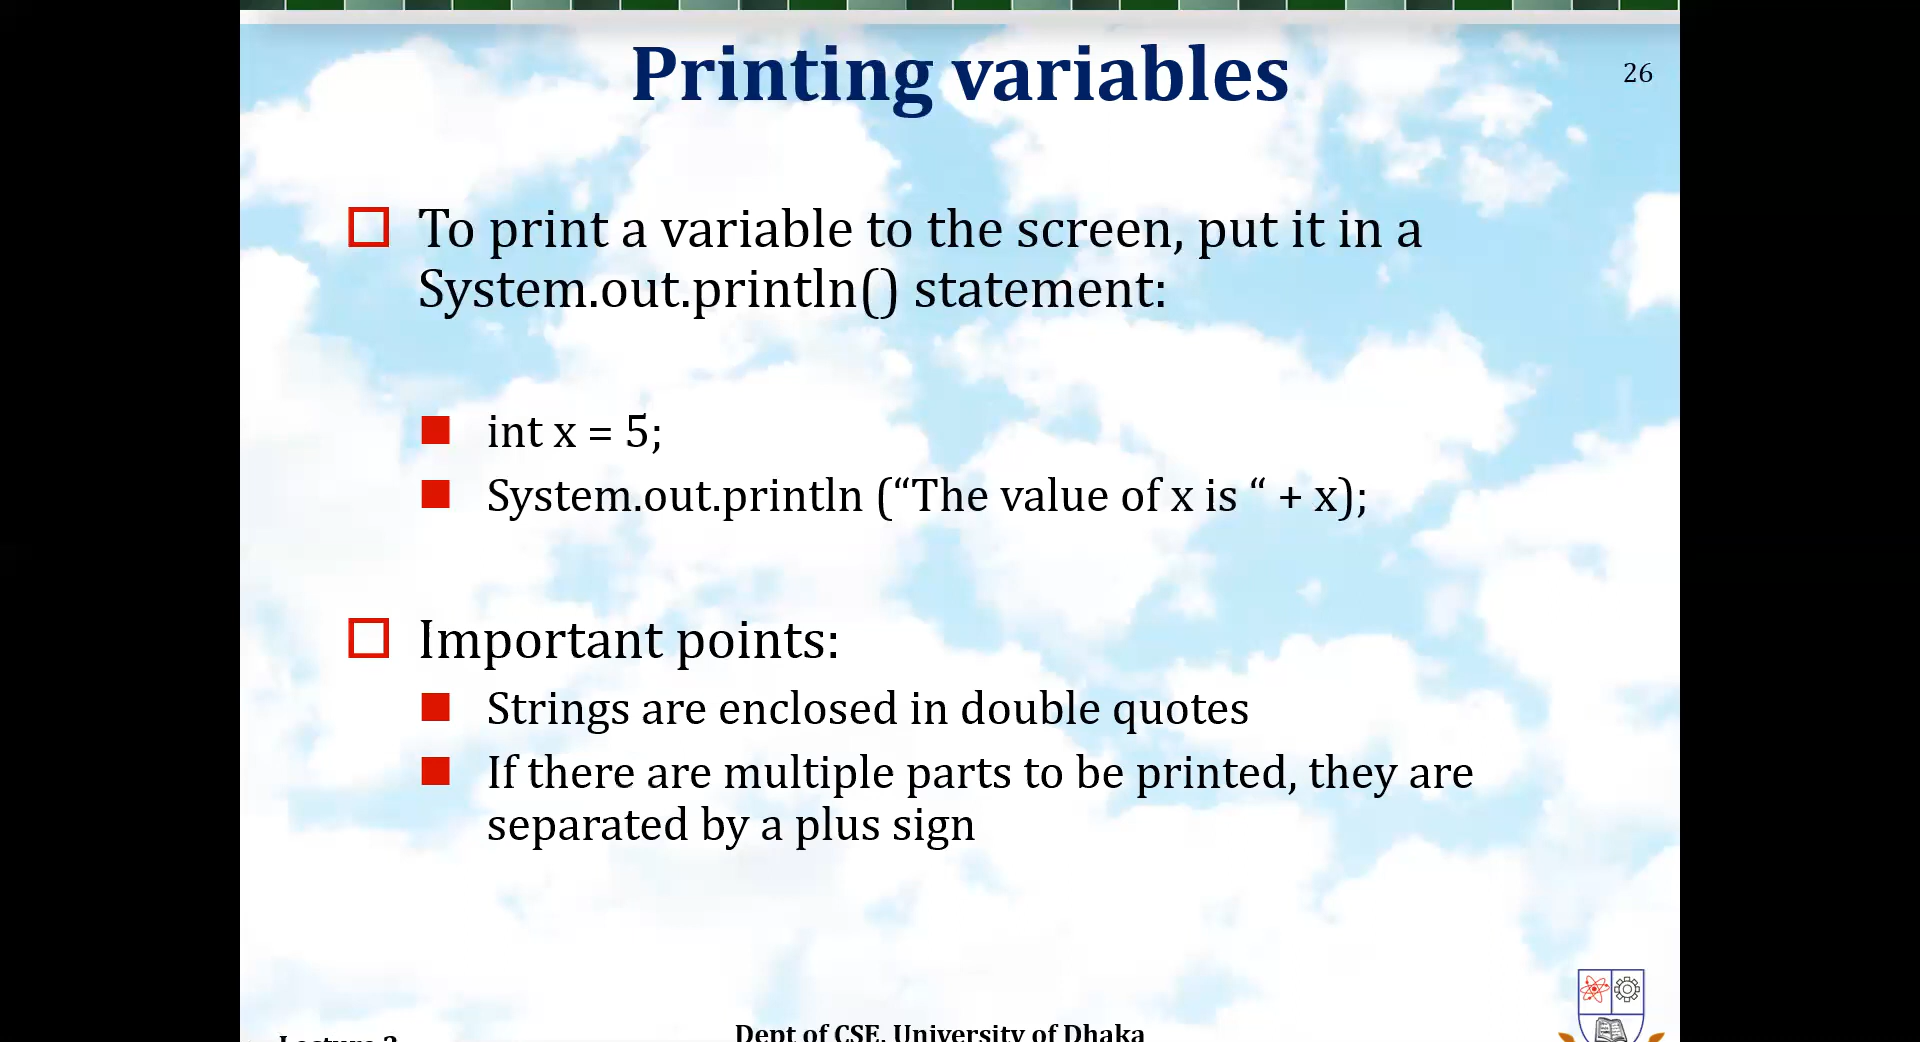 Printing variables
26
To print a variable to the screen, put it in a
System.out.println() statement:
int x = 5;
System.out.println (“The value of x is “ + x);
Important points:
Strings are enclosed in double quotes
If there are multiple parts to be printed, they are
separated by a plus sign
Dept of CSE, University of Dhaka